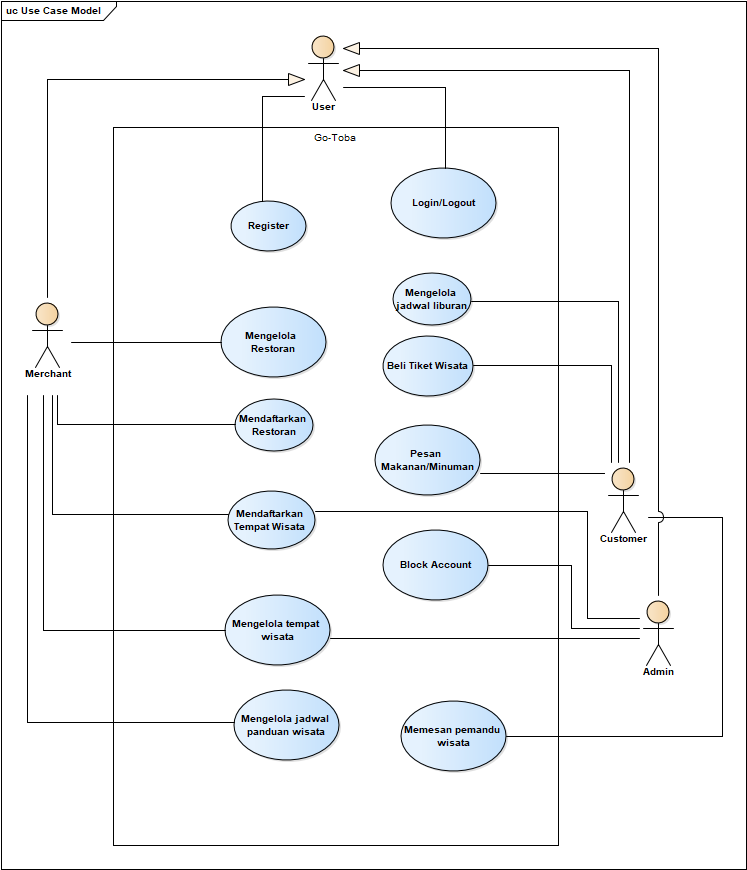 uc Use Case Model
User
Go-Toba
Login/Logout
Register
Mengelola
jadwal liburan
Mengelola
Restoran
Merchant
Beli Tiket Wisata
Mendaftarkan
Restoran
Pesan
Makanan/Minuman
Mendaftarkan
Tempat Wisata
Customer
Block Account
Mengelola tempat
wisata
Admin
Mengelola jadwal
panduan wisata
Memesan pemandu
wisata